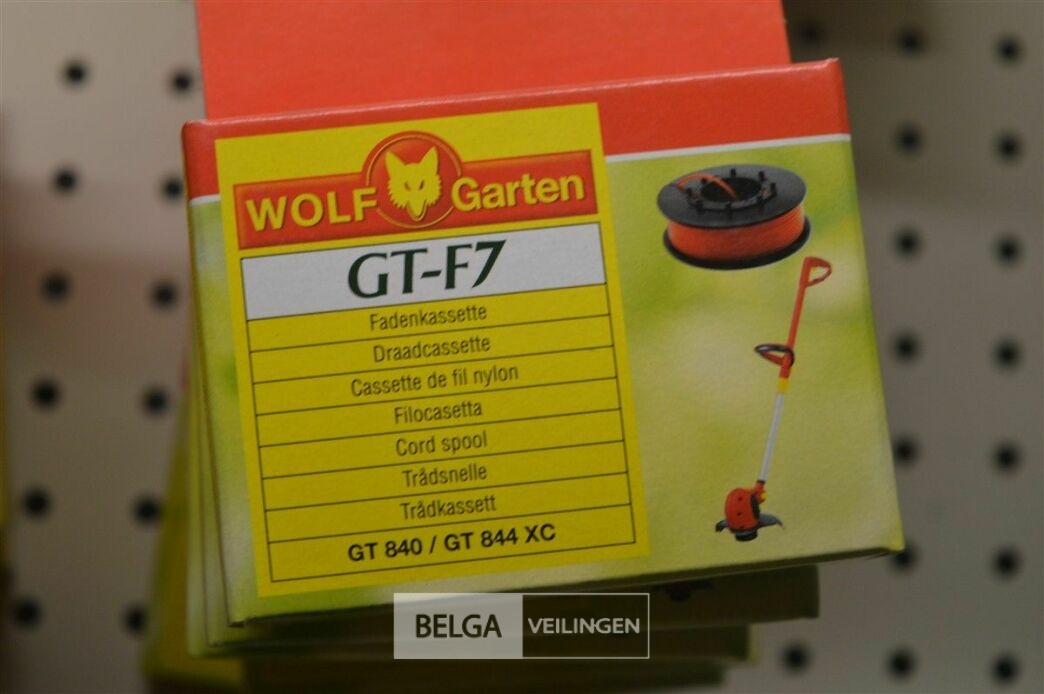 WOLF Garten
GT-F7
Fadenkassette
Draadcassette
Cassette de fil nylon
Filocasetta
Cord spool
Trådsnelle
Trådkassett
GT 840 / GT 844 XC
BELGA VEILINGEN